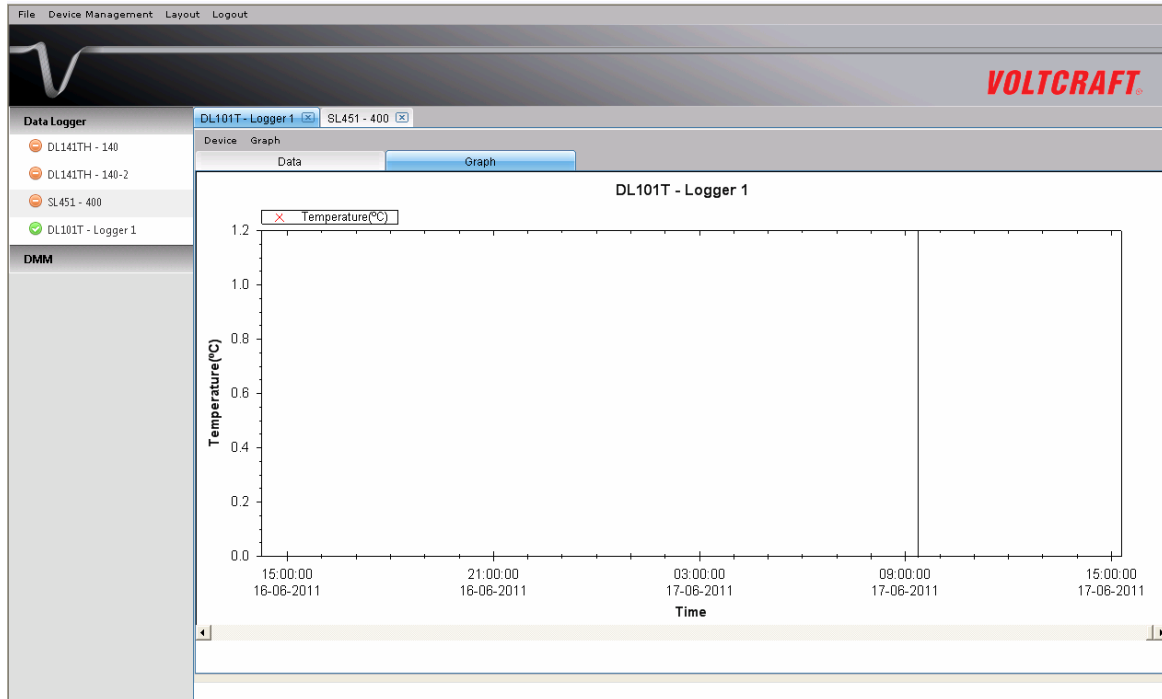 File Device Management Layout Logout
VOLTCRAFT®
Data Logger
DL141TH - 140
DL141TH - 140-2
SL451 - 400
DL101T - Logger 1
DMM
DL101T - Logger 1 SL451 - 400
Device Graph
Data Graph
DL101T - Logger 1
Temperature(ºC)
1.2
1.0
0.8
0.6
0.4
0.2
0.0
Temperature(ºC)
15:00:00 21:00:00 03:00:00 09:00:00 15:00:00
16-06-2011 16-06-2011 17-06-2011 17-06-2011 17-06-2011
Time